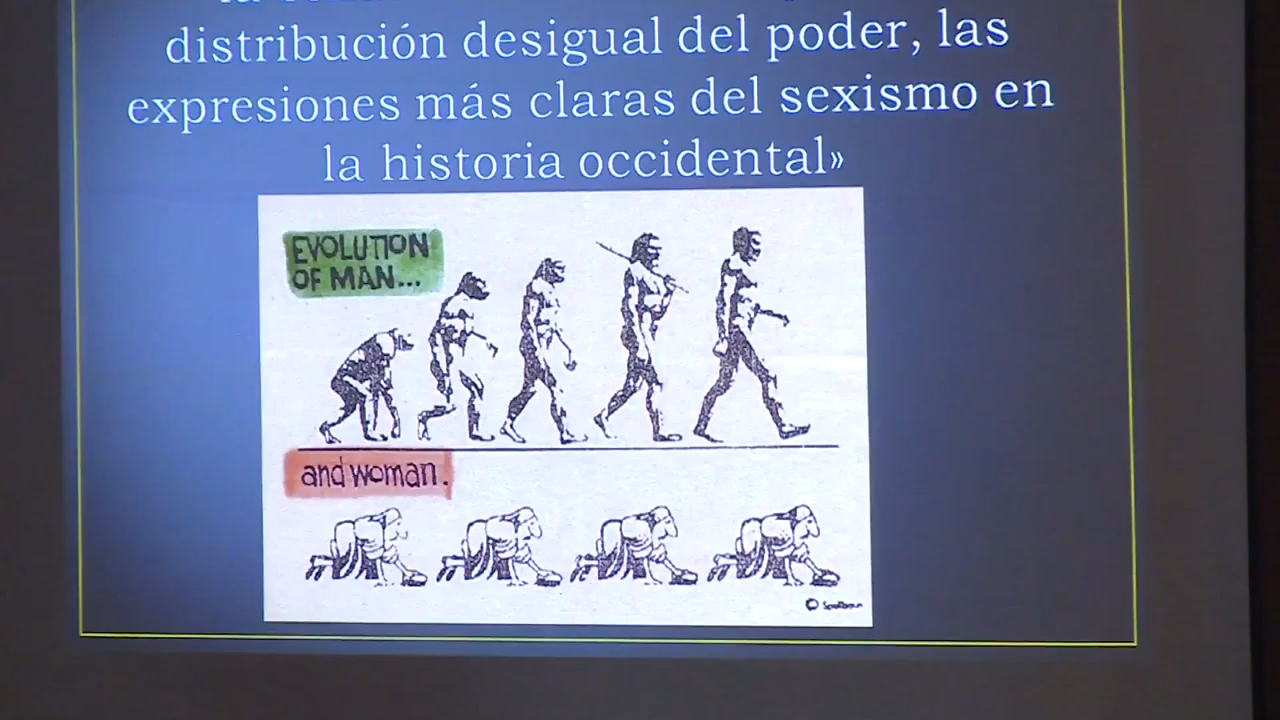 la
distribución desigual del poder, las
expresiones más claras del sexismo en
la historia occidental»
EVOLUTION
OF MAN...
and woman.